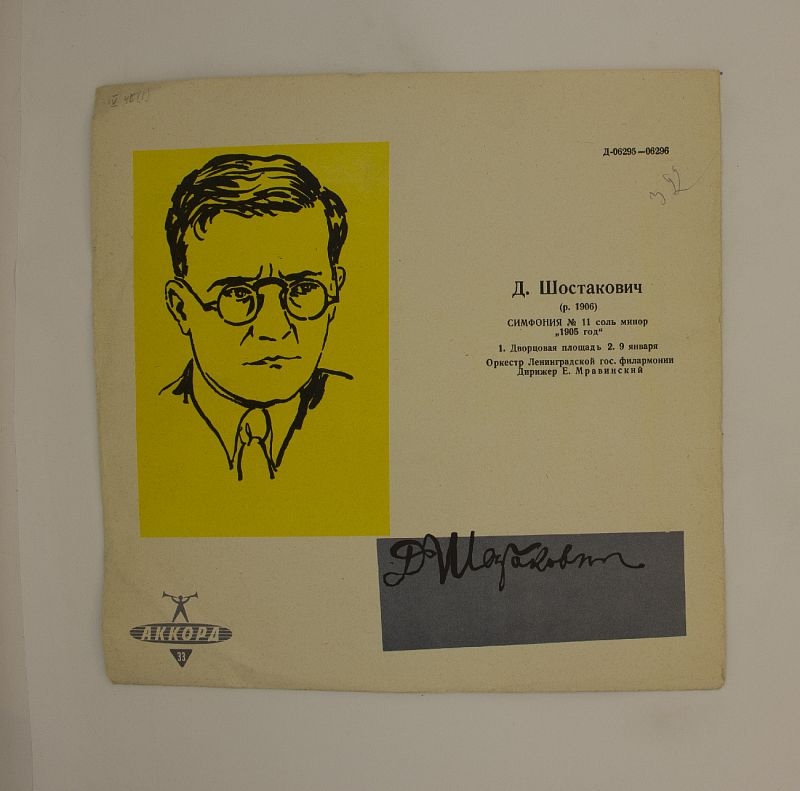 Д-06295—06296
Д. Шостакович
(р. 1906)
СИМФОНИЯ № 11 соль минор
„1905 год“
1. Дворцовая площадь 2. 9 января
Оркестр Ленинградской гос. филармонии
Дирижер Е. Мравинский
Д Шостакович
АККОРД
33